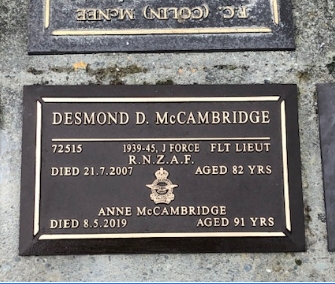 F.C. (COLIN) McNEE
DESMOND D. McCAMBRIDGE
72515 1939-45, J FORCE FLT LIEUT
R.N.Z.A.F.
DIED 21.7.2007 AGED 82 YRS
ANNE McCAMBRIDGE
DIED 8.5.2019 AGED 91 YRS